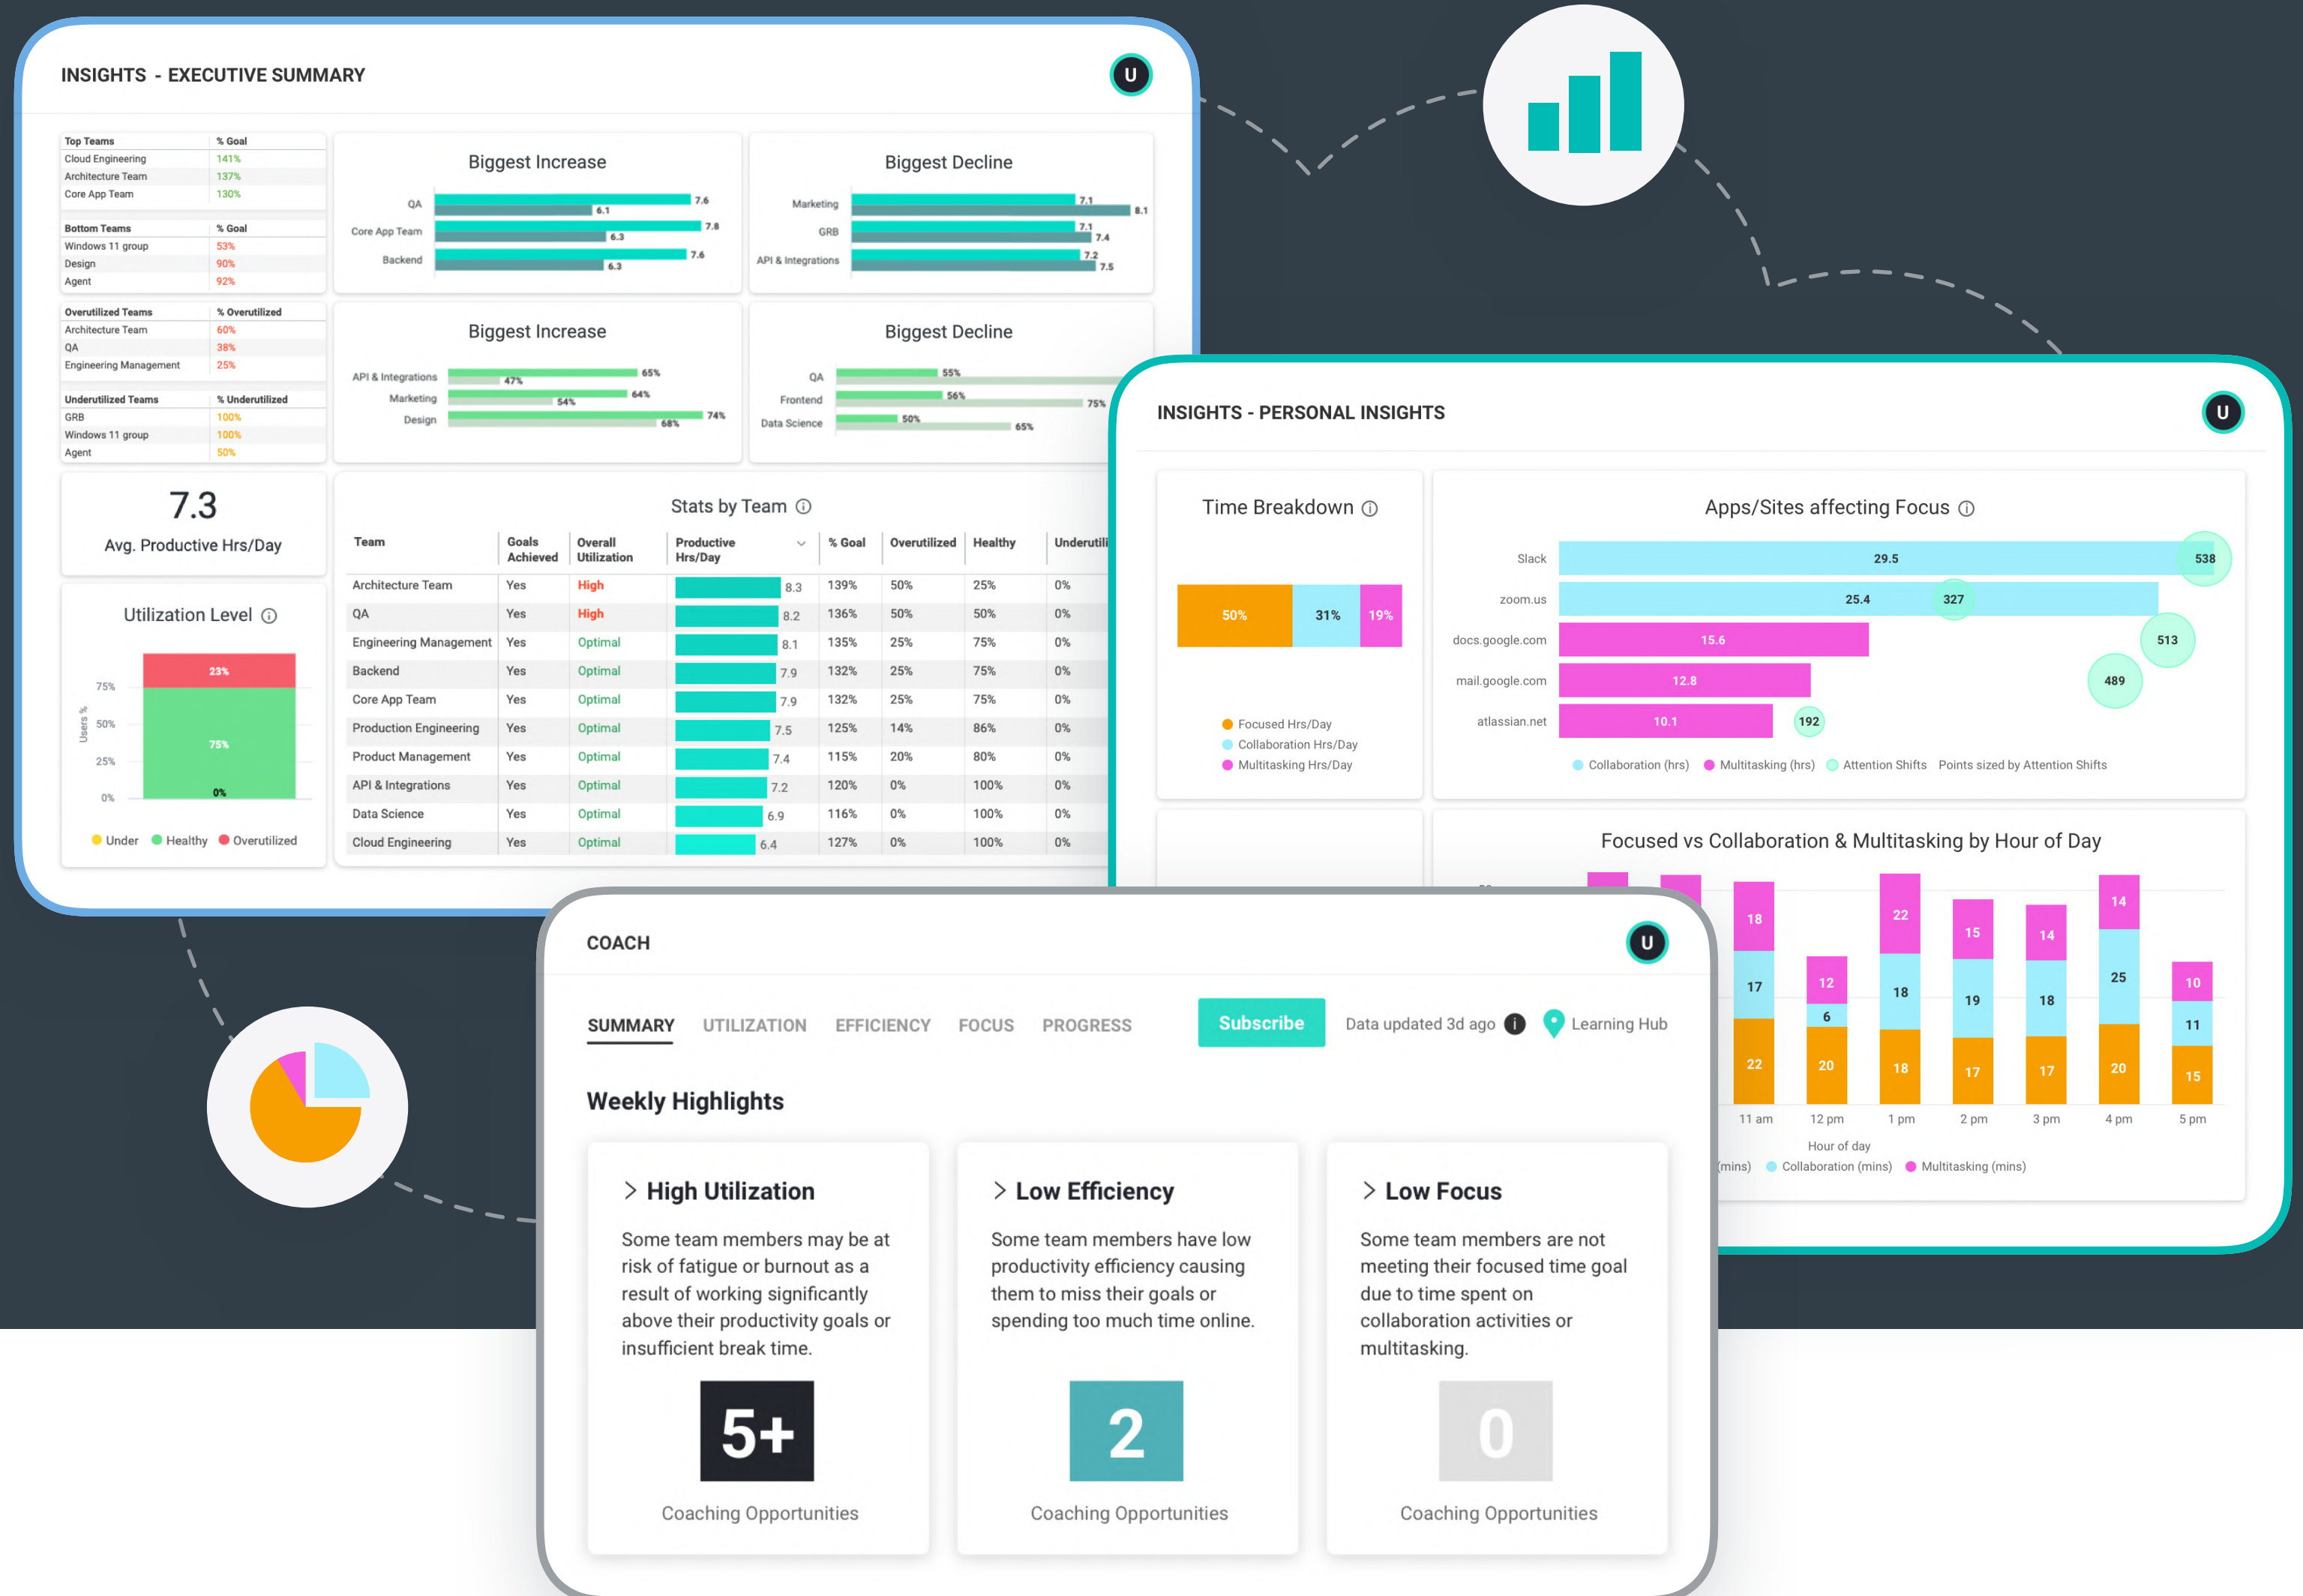 INSIGHTS - EXECUTIVE SUMMARY
U
Top Teams % Goal
Cloud Engineering 141%
Architecture Team 137%
Core App Team 130%
Bottom Teams % Goal
Windows 11 group 53%
Design 90%
Agent 92%
Biggest Increase
QA 7.6 6.1
Core App Team 7.8 6.3
Backend 7.6 6.3
Biggest Decline
Marketing 7.1 8.1
GRB 7.1 7.4
API & Integrations 7.2 7.5
Overutilized Teams % Overutilized
Architecture Team 60%
QA 38%
Engineering Management 25%
Underutilized Teams % Underutilized
GRB 100%
Windows 11 group 100%
Agent 50%
Biggest Increase
API & Integrations 65% 47%
Marketing 64% 54%
Design 74% 68%
Biggest Decline
QA 55%
Frontend 56% 75%
Data Science 50% 65%
7.3
Avg. Productive Hrs/Day
Utilization Level
Users %
75%
50%
25%
0%
23%
75%
0%
Under Healthy Overutilized
Stats by Team
Team Goals Achieved Overall Utilization Productive Hrs/Day % Goal Overutilized Healthy Underutili
Architecture Team Yes High 8.3 139% 50% 25% 0%
QA Yes High 8.2 136% 50% 50% 0%
Engineering Management Yes Optimal 8.1 135% 25% 75% 0%
Backend Yes Optimal 7.9 132% 25% 75% 0%
Core App Team Yes Optimal 7.9 132% 25% 75% 0%
Production Engineering Yes Optimal 7.5 125% 14% 86% 0%
Product Management Yes Optimal 7.4 115% 20% 80% 0%
API & Integrations Yes Optimal 7.2 120% 0% 100% 0%
Data Science Yes Optimal 6.9 116% 0% 100% 0%
Cloud Engineering Yes Optimal 6.4 127% 0% 100% 0%
INSIGHTS - PERSONAL INSIGHTS
U
Time Breakdown
50% 31% 19%
Focused Hrs/Day
Collaboration Hrs/Day
Multitasking Hrs/Day
Apps/Sites affecting Focus
Slack 29.5 538
zoom.us 25.4 327
docs.google.com 15.6 513
mail.google.com 12.8 489
atlassian.net 10.1 192
Collaboration (hrs) Multitasking (hrs) Attention Shifts Points sized by Attention Shifts
Focused vs Collaboration & Multitasking by Hour of Day
18 12 22 15 14 14 10
17 6 18 19 18 25 11
22 20 18 17 17 20 15
11 am 12 pm 1 pm 2 pm 3 pm 4 pm 5 pm
Hour of day
(mins) Collaboration (mins) Multitasking (mins)
COACH
U
SUMMARY UTILIZATION EFFICIENCY FOCUS PROGRESS
Subscribe
Data updated 3d ago
Learning Hub
Weekly Highlights
High Utilization
Some team members may be at
risk of fatigue or burnout as a
result of working significantly
above their productivity goals or
insufficient break time.
5+
Coaching Opportunities
Low Efficiency
Some team members have low
productivity efficiency causing
them to miss their goals or
spending too much time online.
2
Coaching Opportunities
Low Focus
Some team members are not
meeting their focused time goal
due to time spent on
collaboration activities or
multitasking.
0
Coaching Opportunities